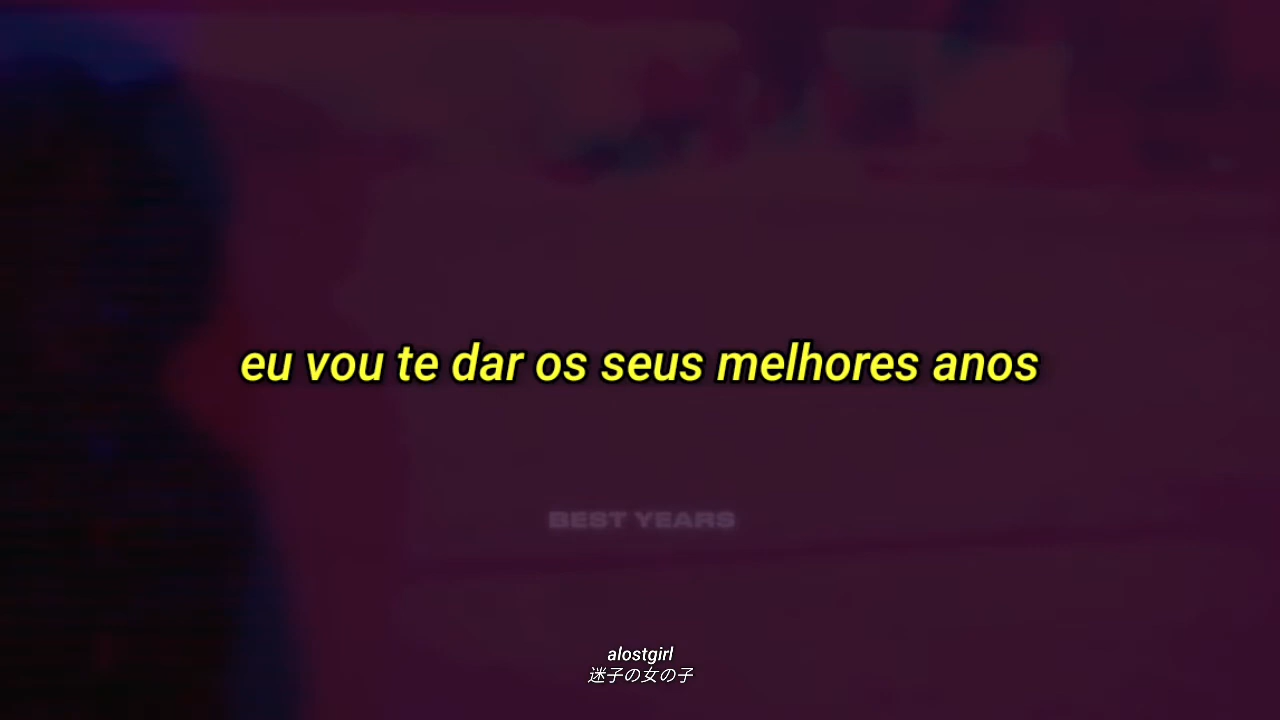 eu vou te dar os seus melhores anos
BEST YEARS
alostgirl
迷子の女の子